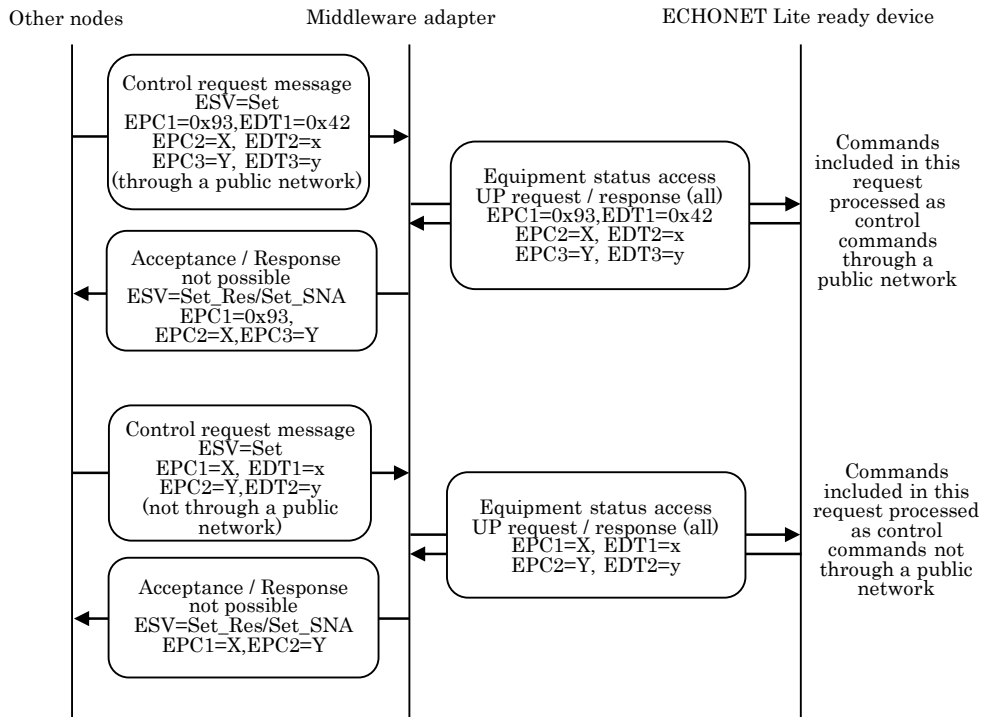 Other nodes
Middleware adapter
ECHONET Lite ready device
Control request message
ESV=Set
EPC1=0x93,EDT1=0x42
EPC2=X, EDT2=x
EPC3=Y, EDT3=y
(through a public network)
Equipment status access
UP request / response (all)
EPC1=0x93,EDT1=0x42
EPC2=X, EDT2=x
EPC3=Y, EDT3=y
Commands
included in this
request
processed as
control
commands
through a
public network
Acceptance / Response
not possible
ESV=Set_Res/Set_SNA
EPC1=0x93,
EPC2=X,EPC3=Y
Control request message
ESV=Set
EPC1=X, EDT1=x
EPC2=Y,EDT2=y
(not through a public
network)
Equipment status access
UP request / response (all)
EPC1=X, EDT1=x
EPC2=Y, EDT2=y
Commands
included in this
request processed
as control
commands not
through a public
network
Acceptance / Response
not possible
ESV=Set_Res/Set_SNA
EPC1=X,EPC2=Y